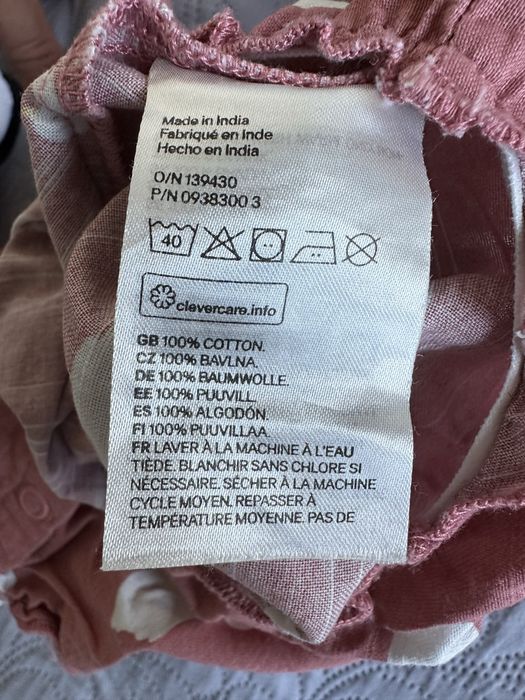 Made in India
Fabriqué en Inde
Hecho en India
O/N 139430
P/N 0938300 3
40
clevercare.info
GB 100% COTTON.
CZ 100% BAVLNA.
DE 100% BAUMWOLLE.
EE 100% PUUVILL.
ES 100% ALGODÓN.
FI 100% PUUVILLAA.
FR LAVER À LA MACHINE À L'EAU
TIÈDE. BLANCHIR SANS CHLORE SI
NÉCESSAIRE. SÉCHER À LA MACHINE
CYCLE MOYEN. REPASSER À
TEMPÉRATURE MOYENNE. PAS DE